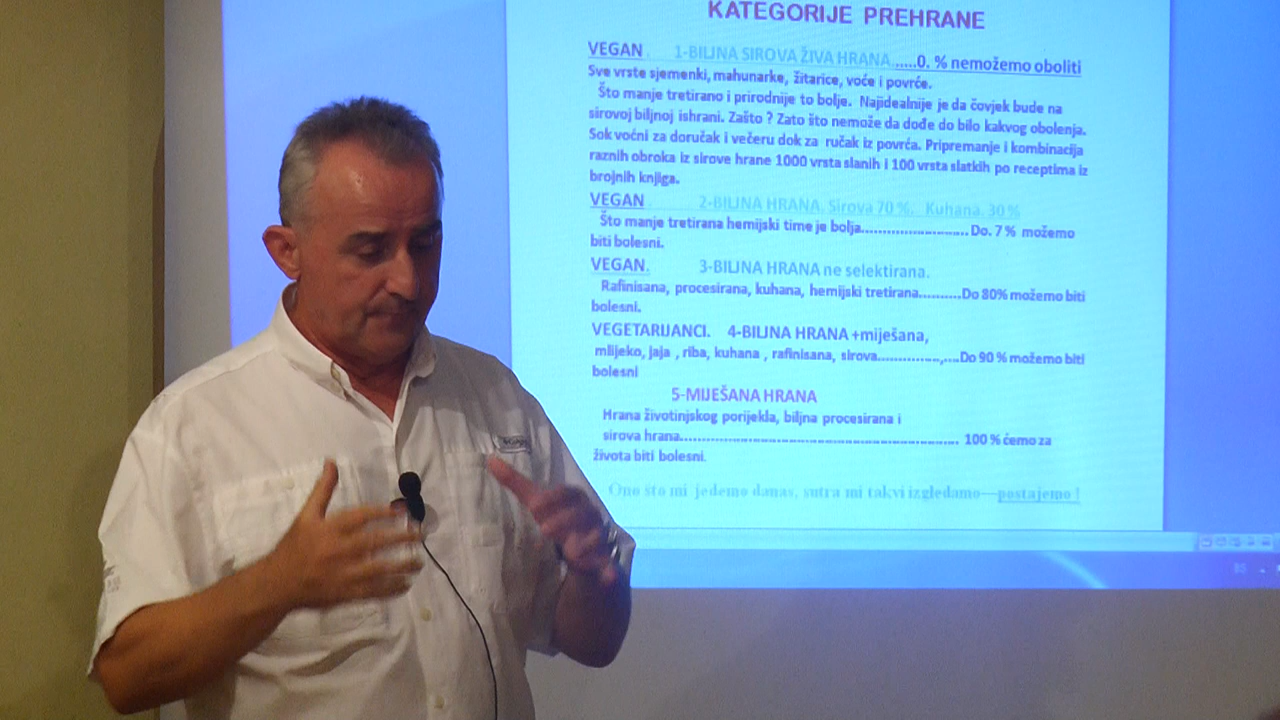 KATEGORIJE PREHRANE
VEGAN . 1-BILJNA SIROVA ŽIVA HRANA......0. % nemožemo oboliti
Sve vrste sjemenki, mahunarke, žitarice, voće i povrće.
Što manje tretirano i prirodnije to bolje. Najidealnije je da čovjek bude na
sirovoj biljnoj ishrani. Zašto ? Zato što nemože da dođe do bilo kakvog obolenja.
Sok voćni za doručak i večeru dok za ručak iz povrća. Pripremanje i kombinacija
raznih obroka iz sirove hrane 1000 vrsta slanih i 100 vrsta slatkih po receptima iz
brojnih knjiga.
VEGAN . 2-BILJNA HRANA. Sirova 70 %. Kuhana. 30 %
Što manje tretirana hemijski time je bolja........................... Do. 7 % možemo
biti bolesni.
VEGAN. 3-BILJNA HRANA ne selektirana.
Rafinisana, procesirana, kuhana, hemijski tretirana..........Do 80% možemo biti
bolesni.
VEGETARIJANCI. 4-BILJNA HRANA +miješana,
mlijeko, jaja , riba, kuhana , rafinisana, sirova................,....Do 90 % možemo biti
bolesni
5-MIJEŠANA HRANA
Hrana životinjskog porijekla, biljna procesirana i
sirova hrana...................................................................... 100 % ćemo za
života biti bolesni.
Ono što mi jedemo danas, sutra mi takvi izgledamo—postajemo !
BS